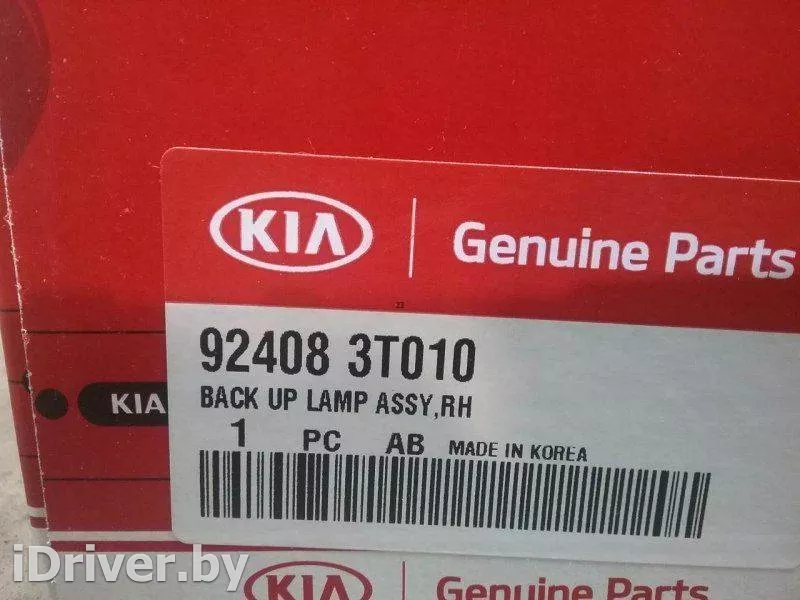 KIA
Genuine Parts
92408 3T010
BACK UP LAMP ASSY,RH
1 PC AB MADE IN KOREA
KIA
iDriver.by
KIA
Genuine Parts